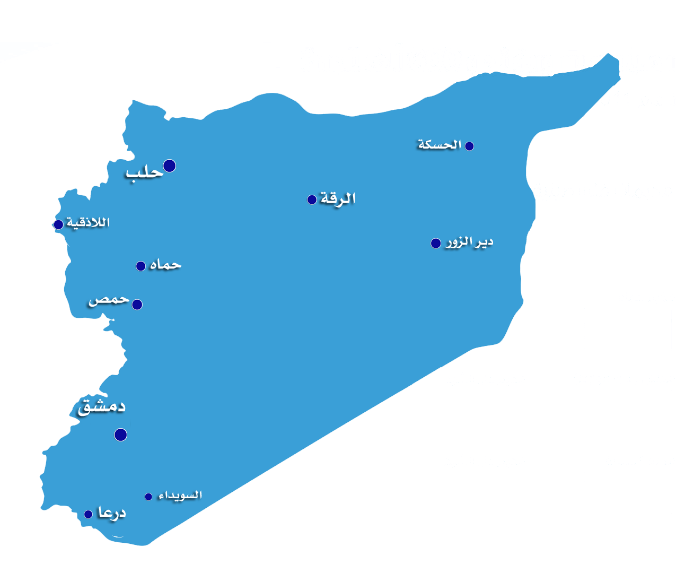 الحسكة
حلب
الرقة
اللاذقية
دير الزور
حماه
حمص
دمشق
السويداء
درعا